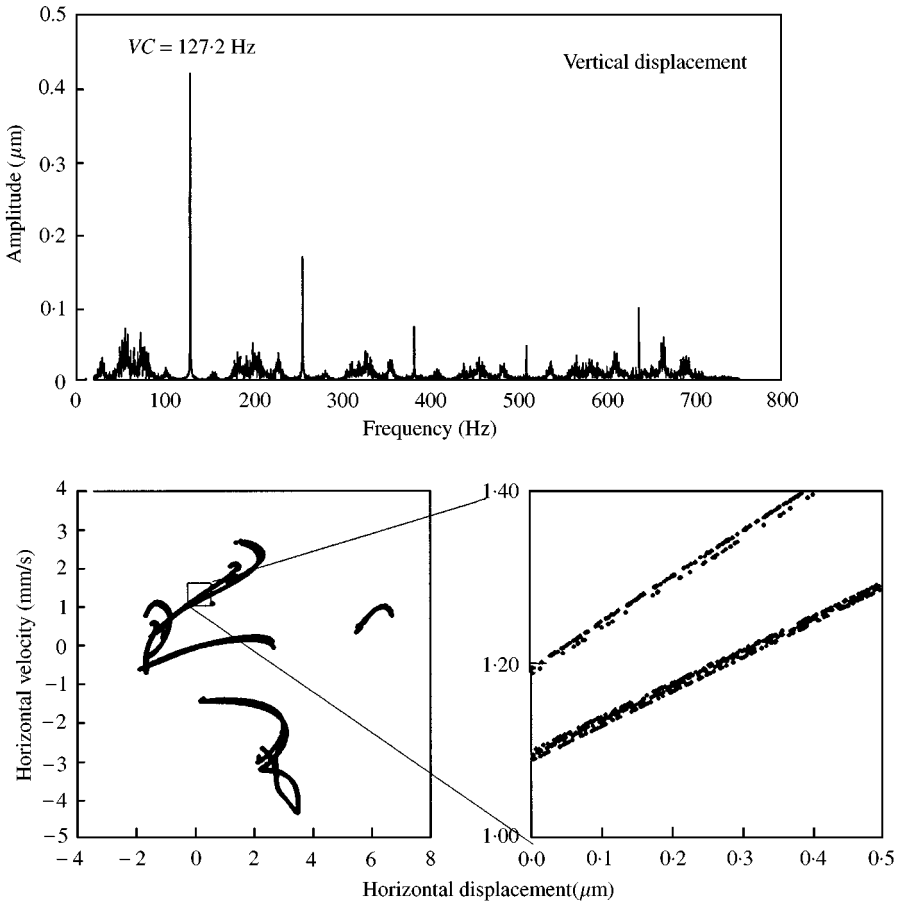 0·5
VC = 127·2 Hz
Vertical displacement
0·4
0·3
0·2
0·1
0
Amplitude (μm)
0 100 200 300 400 500 600 700 800
Frequency (Hz)
4
3
2
1
0
−1
−2
−3
−4
−5
Horizontal velocity (mm/s)
−4 −2 0 2 4 6 8
1·40
1·20
1·00
0·0 0·1 0·2 0·3 0·4 0·5
Horizontal displacement(μm)